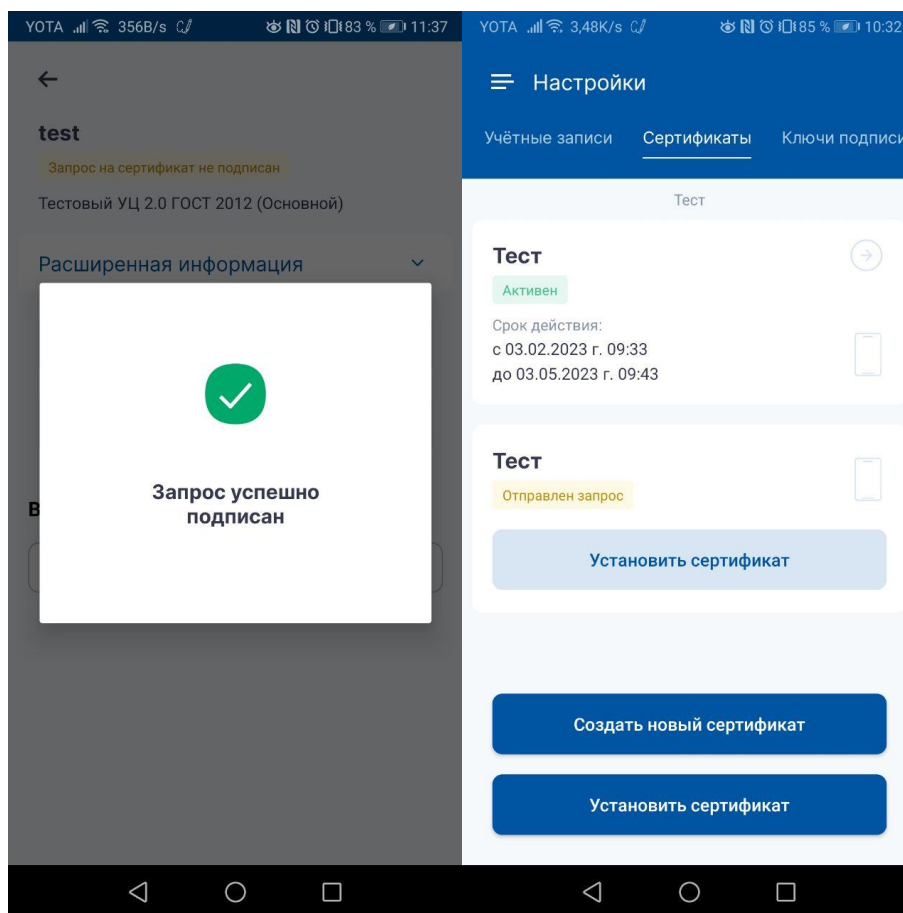 YOTA 356B/s 83 % 11:37
test
Запрос на сертификат не подписан
Тестовый УЦ 2.0 ГОСТ 2012 (Основной)
Расширенная информация
В
Запрос успешно
подписан
YOTA 3,48K/s 85 % 10:32
Настройки
Учётные записи Сертификаты Ключи подписи
Тест
Тест
Активен
Срок действия:
с 03.02.2023 г. 09:33
до 03.05.2023 г. 09:43
Тест
Отправлен запрос
Установить сертификат
Создать новый сертификат
Установить сертификат